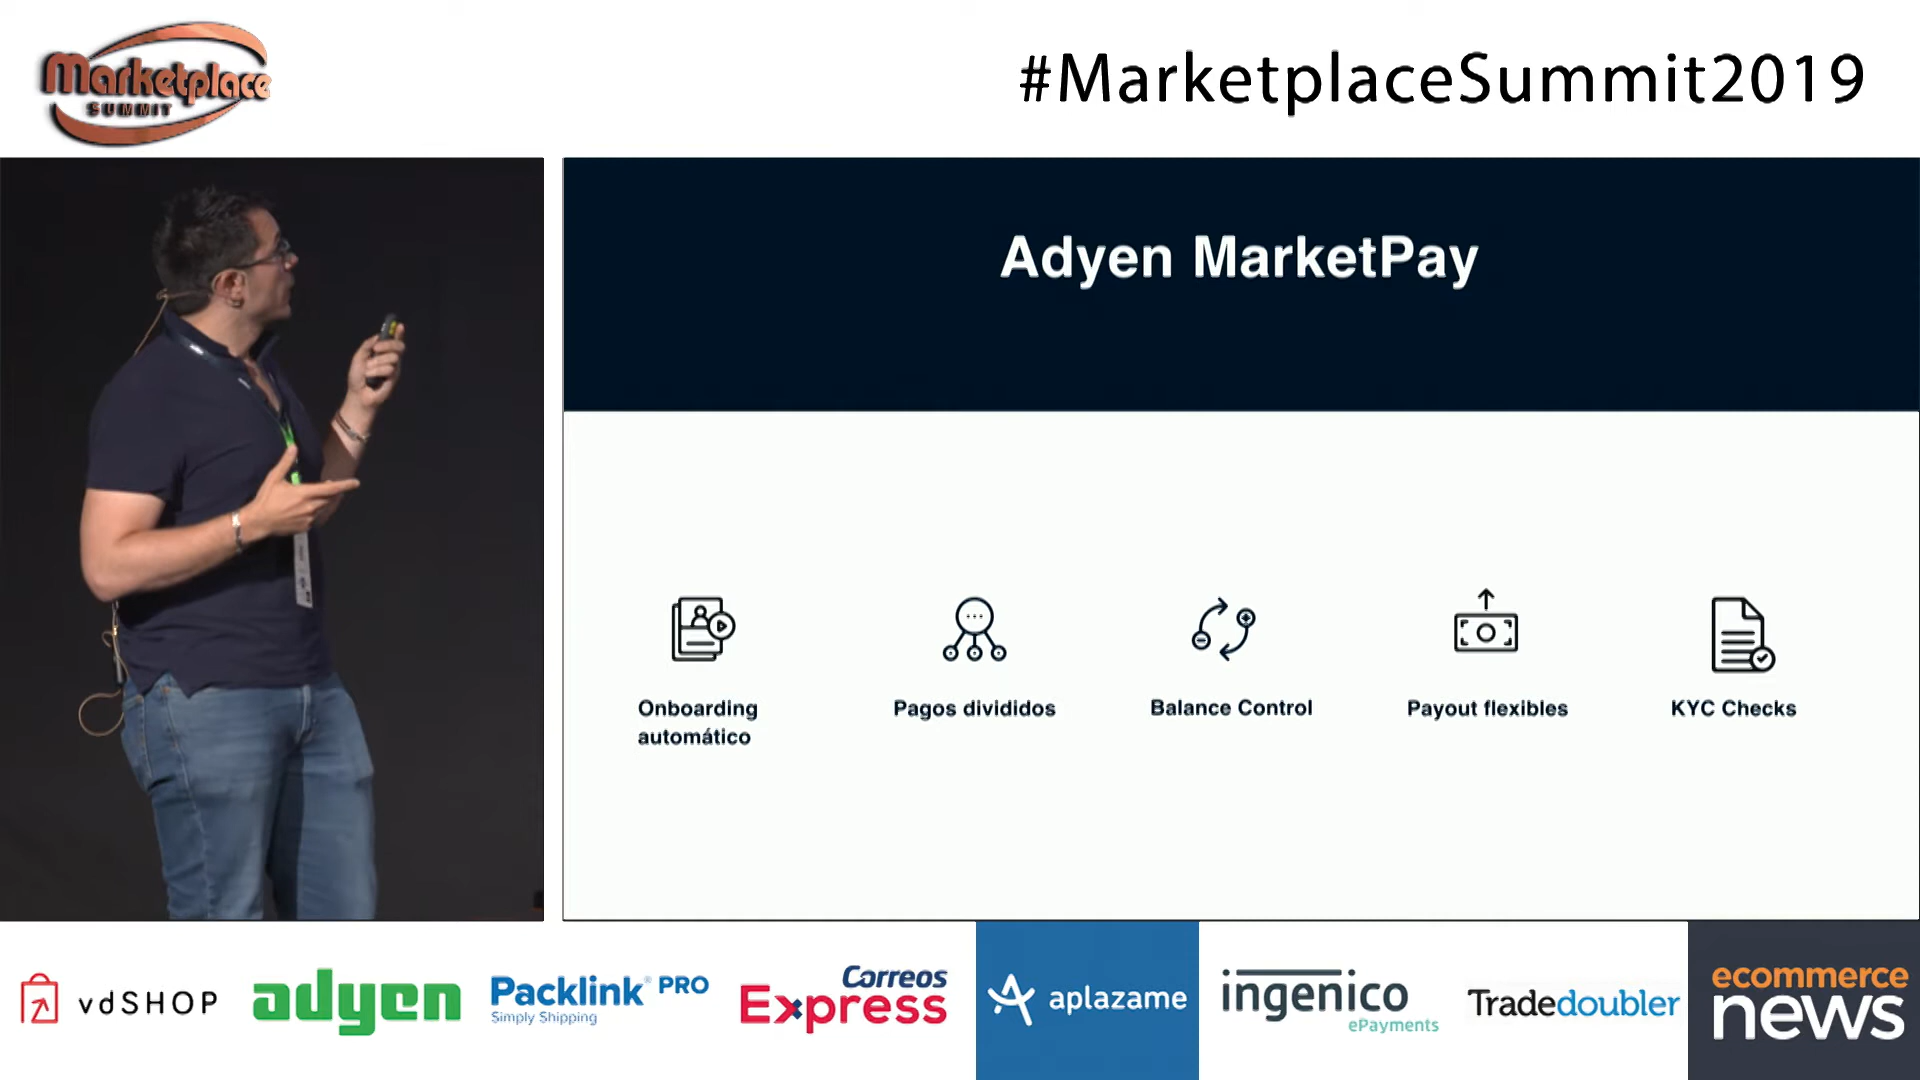 Marketplace
SUMMIT
#MarketplaceSummit2019
Adyen MarketPay
Onboarding
automático
Pagos divididos
Balance Control
Payout flexibles
KYC Checks
vdSHOP
adyen
Packlink PRO
Simply Shipping
Correos
Express
aplazame
ingenico
ePayments
Tradedoubler
ecommerce
news